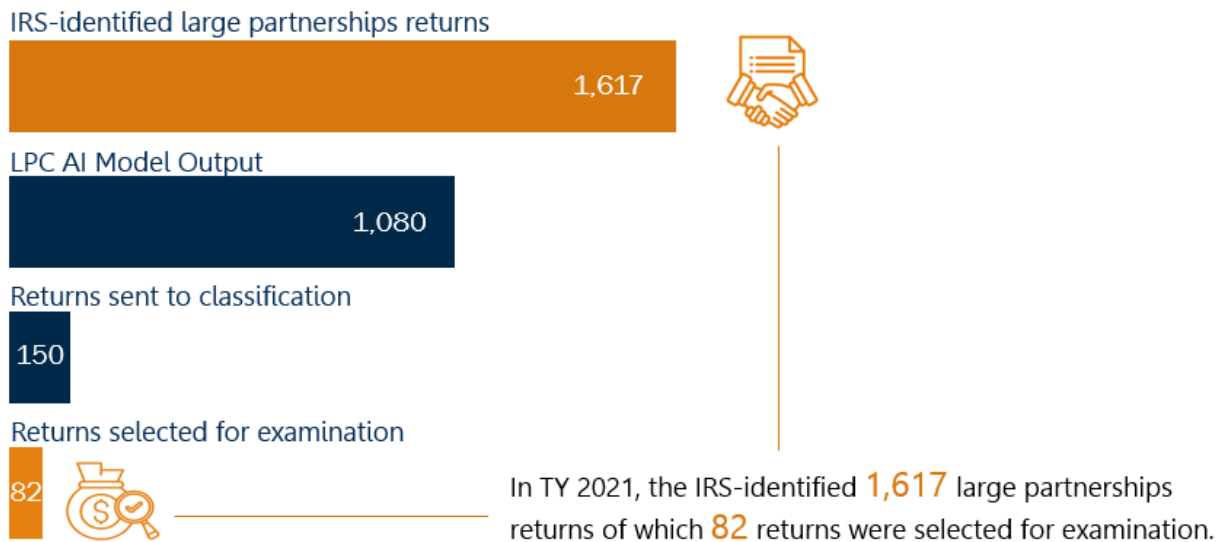 IRS-identified large partnerships returns
1,617
LPC AI Model Output
1,080
Returns sent to classification
150
Returns selected for examination
82
$
In TY 2021, the IRS-identified 1,617 large partnerships
returns of which 82 returns were selected for examination.